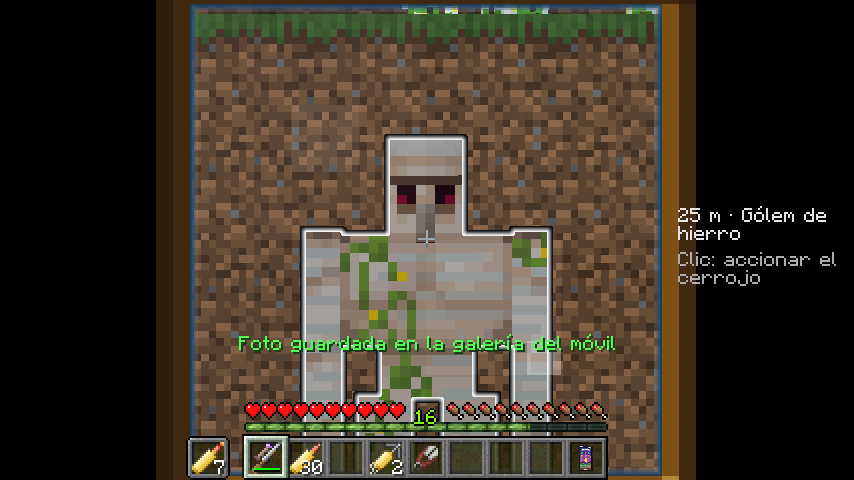 25 m · Gólem de
hierro
Clic: accionar el
cerrojo
Foto guardada en la galería del móvil
16
7
30
2